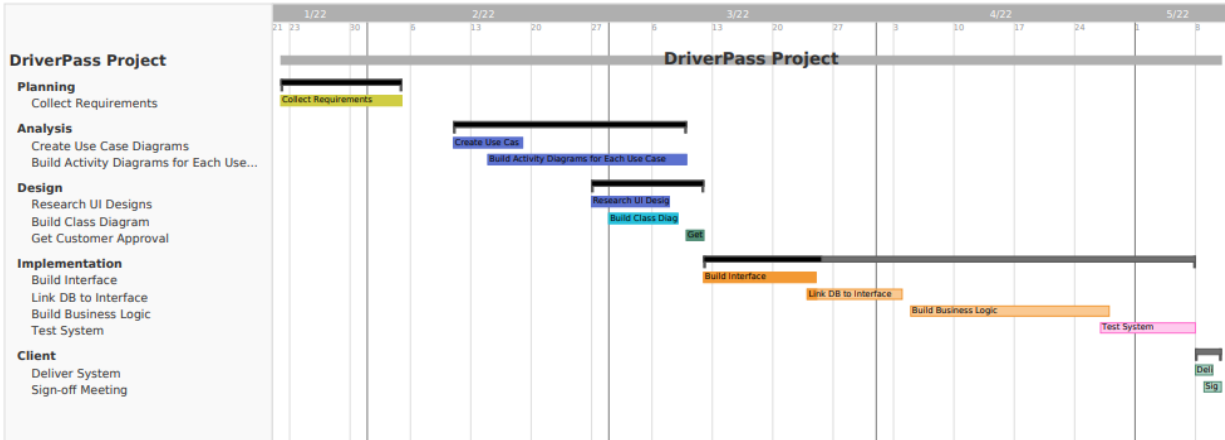 1/22 2/22 3/22 4/22 5/22
21 23 30 6 13 20 27 6 13 20 27 3 10 17 24 1 8
DriverPass Project DriverPass Project
Planning
Collect Requirements Collect Requirements
Analysis
Create Use Case Diagrams Create Use Cas
Build Activity Diagrams for Each Use... Build Activity Diagrams for Each Use Case
Design
Research UI Designs Research UI Desig
Build Class Diagram Build Class Diag
Get Customer Approval Get
Implementation
Build Interface Build Interface
Link DB to Interface Link DB to Interface
Build Business Logic Build Business Logic
Test System Test System
Client
Deliver System Deli
Sign-off Meeting Sig